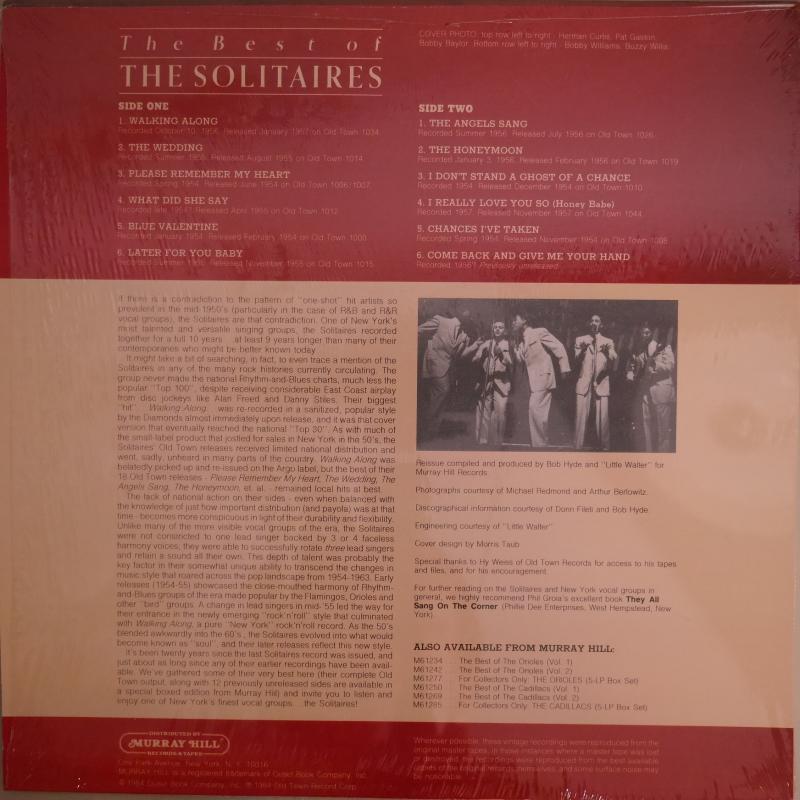 The Best of
THE SOLITAIRES
COVER PHOTO: top row left to right - Herman Curtis, Pat Gaston,
Bobby Baylor. Bottom row left to right - Bobby Williams, Buzzy Willis.
SIDE ONE
1. WALKING ALONG
Recorded October 10, 1956. Released January 1957 on Old Town 1034.
2. THE WEDDING
Recorded Summer 1955. Released August 1955 on Old Town 1014.
3. PLEASE REMEMBER MY HEART
Recorded Spring 1954. Released June 1954 on Old Town 1006/1007.
4. WHAT DID SHE SAY
Recorded late 1954? Released April 1955 on Old Town 1012.
5. BLUE VALENTINE
Recorded January 1954. Released February 1954 on Old Town 1000.
6. LATER FOR YOU BABY
Recorded Summer 1955. Released November 1955 on Old Town 1015.
SIDE TWO
1. THE ANGELS SANG
Recorded Summer 1956. Released July 1956 on Old Town 1026.
2. THE HONEYMOON
Recorded January 3, 1956. Released February 1956 on Old Town 1019.
3. I DON'T STAND A GHOST OF A CHANCE
Recorded 1954. Released December 1954 on Old Town 1010.
4. I REALLY LOVE YOU SO (Honey Babe)
Recorded 1957. Released November 1957 on Old Town 1044.
5. CHANCES I'VE TAKEN
Recorded Spring 1954. Released November 1954 on Old Town 1008.
6. COME BACK AND GIVE ME YOUR HAND
Recorded 1956? Previously unreleased.
If there is a contradiction to the pattern of "one-shot" hit artists so
prevalent in the mid-1950's (particularly in the case of R&B and R&R
vocal groups), the Solitaires are that contradiction. One of New York's
most talented and versatile singing groups, the Solitaires recorded
together for a full 10 years . . . at least 9 years longer than many of their
contemporaries who might be better known today.
It might take a bit of searching, in fact, to even trace a mention of the
Solitaires in any of the many rock histories currently circulating. The
group never made the national Rhythm-and-Blues charts, much less the
popular "Top 100", despite receiving considerable East Coast airplay
from disc jockeys like Alan Freed and Danny Stiles. Their biggest
"hit" . . . Walking Along . . . was re-recorded in a sanitized, popular style
by the Diamonds almost immediately upon release, and it was that cover
version that eventually reached the national "Top 30". As with much of
the small-label product that jostled for sales in New York in the 50's, the
Solitaires' Old Town releases received limited national distribution and
went, sadly, unheard in many parts of the country. Walking Along was
belatedly picked up and re-issued on the Argo label, but the best of their
18 Old Town releases - Please Remember My Heart, The Wedding, The
Angels Sang, The Honeymoon, et. al. - remained local hits at best.
The lack of national action on their sides - even when balanced with
the knowledge of just how important distribution (and payola) was at that
time - becomes more conspicuous in light of their durability and flexibility.
Unlike many of the more visible vocal groups of the era, the Solitaires
were not constricted to one lead singer backed by 3 or 4 faceless
harmony voices; they were able to successfully rotate three lead singers
and retain a sound all their own. This depth of talent was probably the
key factor in their somewhat unique ability to transcend the changes in
music style that roared across the pop landscape from 1954-1963. Early
releases (1954-55) showcased the close-mouthed harmony of Rhythm-
and-Blues groups of the era made popular by the Flamingos, Orioles and
other "bird" groups. A change in lead singers in mid-'55 led the way for
their entrance in the newly emerging "rock'n'roll" style that culminated
with Walking Along, a pure "New York" rock'n'roll record. As the 50's
blended awkwardly into the 60's, the Solitaires evolved into what would
become known as "soul", and their later releases reflect this new style.
It's been twenty years since the last Solitaires record was issued, and
just about as long since any of their earlier recordings have been avail-
able. We've gathered some of their very best here (their complete Old
Town output, along with 12 previously unreleased sides are available in
a special boxed edition from Murray Hill) and invite you to listen and
enjoy one of New York's finest vocal groups. . .the Solitaires!
Reissue compiled and produced by Bob Hyde and "Little Walter" for
Murray Hill Records.
Photographs courtesy of Michael Redmond and Arthur Berlowitz.
Discographical information courtesy of Donn Fileti and Bob Hyde.
Engineering courtesy of "Little Walter"
Cover design by Morris Taub
Special thanks to Hy Weiss of Old Town Records for access to his tapes
and files, and for his encouragement.
For further reading on the Solitaires and New York vocal groups in
general, we highly recommend Phil Groia's excellent book They All
Sang On The Corner (Phillie Dee Enterprises, West Hempstead, New
York).
ALSO AVAILABLE FROM MURRAY HILL:
M61234 . . . The Best of The Orioles (Vol. 1)
M61242 . . . The Best of The Orioles (Vol. 2)
M61277 . . . For Collectors Only: THE ORIOLES (5-LP Box Set)
M61250 . . . The Best of The Cadillacs (Vol. 1)
M61269 . . . The Best of The Cadillacs (Vol. 2)
M61285 . . . For Collectors Only: THE CADILLACS (5-LP Box Set)
DISTRIBUTED BY
MURRAY HILL
RECORDS & TAPES
One Park Avenue, New York, N. Y. 10016
MURRAY HILL is a registered trademark of Outlet Book Company, Inc.
© 1984 Outlet Book Company, Inc. ℗ 1984 Old Town Record Corp.
Wherever possible, these vintage recordings were reproduced from the
original master tapes. In those instances where a master tape was lost
or destroyed, the recordings were reproduced from the best available
copies of the original records themselves, and some surface noise may
be noticeable.